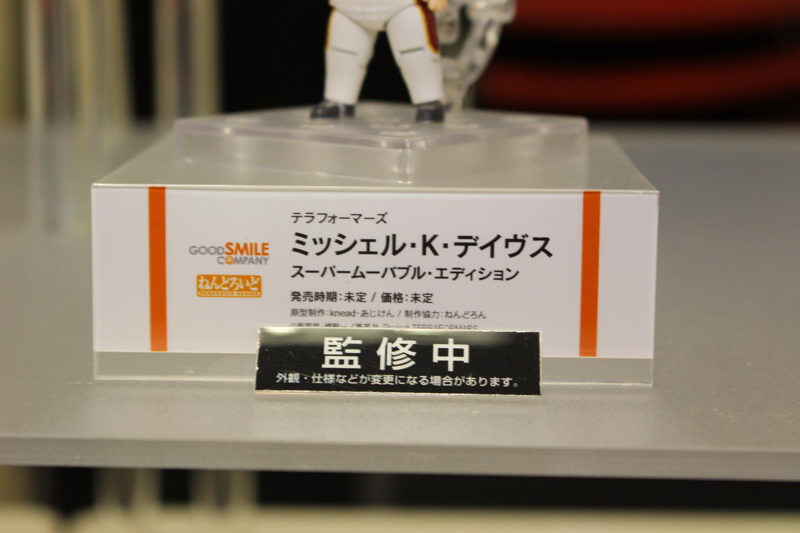 テラフォーマーズ
GOOD SMILE COMPANY
ミッシェル・K・デイヴス
スーパームーバブル・エディション
ねんどろいど
発売時期：未定 / 価格：未定
原型制作：knead・あじけん / 制作協力：ねんどろん
Project TERRAFORMARS
監修中
外観・仕様などが変更になる場合があります。